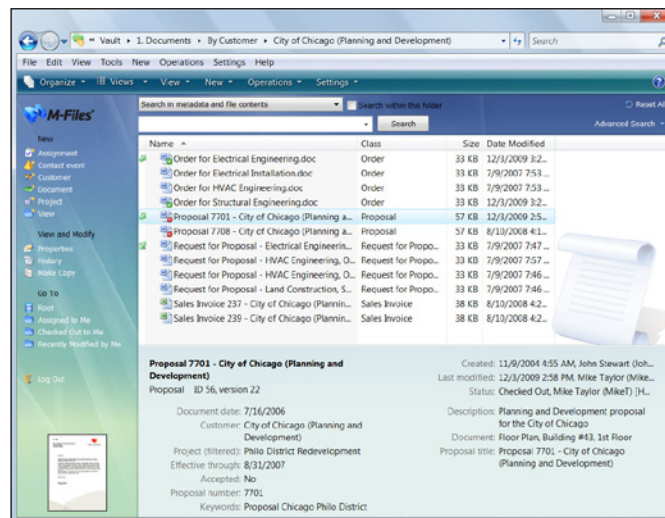 Vault ▸ 1. Documents ▸ By Customer ▸ City of Chicago (Planning and Development)
Search
File Edit View Tools New Operations Settings Help
Organize Views View New Operations Settings
M-Files
Search in metadata and file contents
Search within this folder
Reset All
Search
Advanced Search
New
Assignment
Contact event
Customer
Document
Project
View
View and Modify
Properties
History
Make Copy
Go To
Root
Assigned to Me
Checked Out to Me
Recently Modified by Me
Log Out
Name Class Size Date Modified
Order for Electrical Engineering.doc Order 33 KB 12/3/2009 3:2...
Order for Electrical Installation.doc Order 33 KB 7/9/2007 7:53 ...
Order for HVAC Engineering.doc Order 33 KB 7/9/2007 7:53 ...
Order for Structural Engineering.doc Order 33 KB 12/3/2009 3:2...
Proposal 7701 - City of Chicago (Planning a... Proposal 57 KB 12/3/2009 2:5...
Proposal 7708 - City of Chicago (Planning a... Proposal 57 KB 8/10/2008 4:1...
Request for Proposal - Electrical Engineerin... Request for Propo... 33 KB 7/9/2007 7:47 ...
Request for Proposal - HVAC Engineering, O... Request for Propo... 33 KB 7/9/2007 7:57 ...
Request for Proposal - HVAC Engineering, O... Request for Propo... 33 KB 7/9/2007 7:46 ...
Request for Proposal - Land Construction, S... Request for Propo... 33 KB 7/9/2007 7:46 ...
Sales Invoice 237 - City of Chicago (Plannin... Sales Invoice 38 KB 8/10/2008 4:2...
Sales Invoice 239 - City of Chicago (Plannin... Sales Invoice 38 KB 8/10/2008 4:2...
Proposal 7701 - City of Chicago (Planning and
Development)
Proposal ID 56, version 22
Document date: 7/16/2006
Customer: City of Chicago (Planning and
Development)
Project (filtered): Philo District Redevelopment
Effective through: 8/31/2007
Accepted: No
Proposal number: 7701
Keywords: Proposal Chicago Philo District
Created: 11/9/2004 4:55 AM, John Stewart (Joh...
Last modified: 12/3/2009 2:58 PM, Mike Taylor (Mike...
Status: Checked Out, Mike Taylor (MikeT) [H...
Description: Planning and Development proposal
for the City of Chicago
Document: Floor Plan, Building #43, 1st Floor
Proposal title: Proposal 7701 - City of Chicago
(Planning and Development)